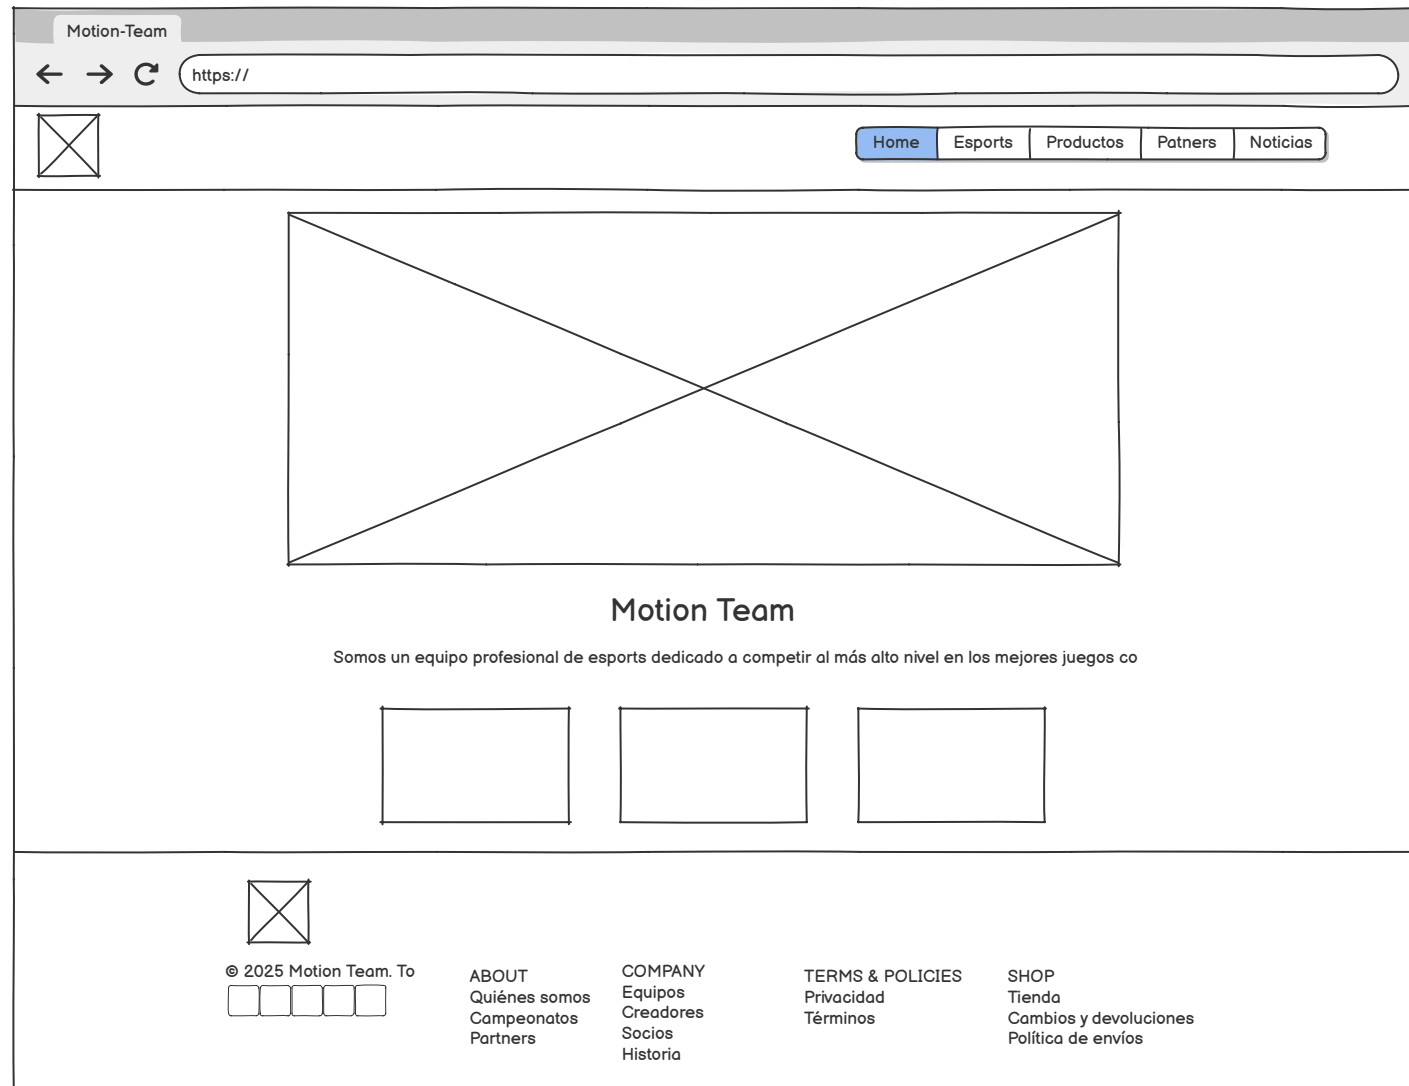 Motion-Team
https://
Home Esports Productos Patners Noticias
Motion Team
Somos un equipo profesional de esports dedicado a competir al más alto nivel en los mejores juegos co
© 2025 Motion Team. To
ABOUT
Quiénes somos
Campeonatos
Partners
COMPANY
Equipos
Creadores
Socios
Historia
TERMS & POLICIES
Privacidad
Términos
SHOP
Tienda
Cambios y devoluciones
Política de envíos